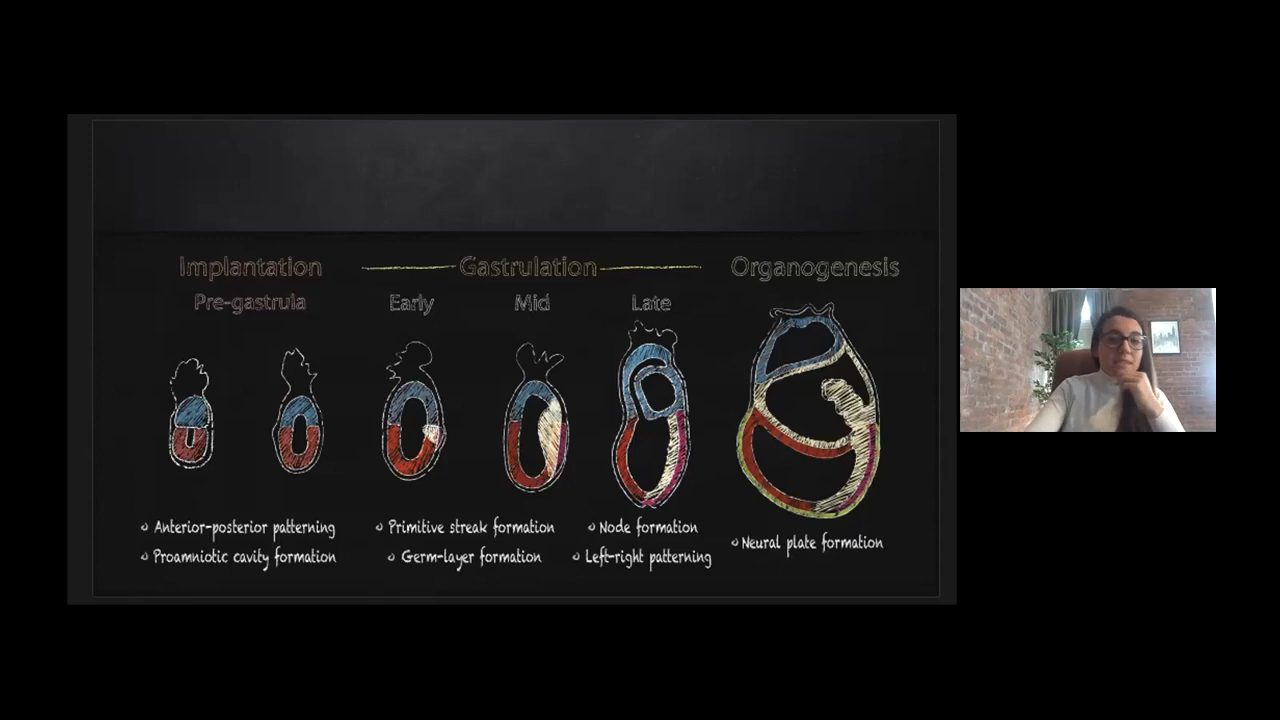 Implantation
Gastrulation
Organogenesis
Pre-gastrula
Early
Mid
Late
Anterior-posterior patterning
Proamniotic cavity formation
Primitive streak formation
Germ-layer formation
Node formation
Left-right patterning
Neural plate formation